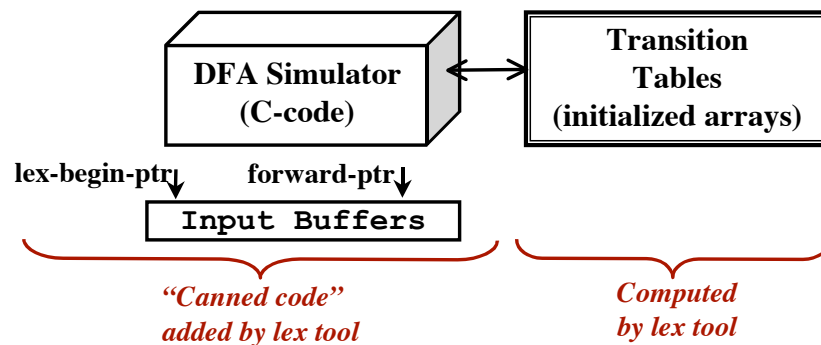 DFA Simulator
(C-code)
Transition
Tables
(initialized arrays)
lex-begin-ptr
forward-ptr
Input Buffers
“Canned code”
added by lex tool
Computed
by lex tool